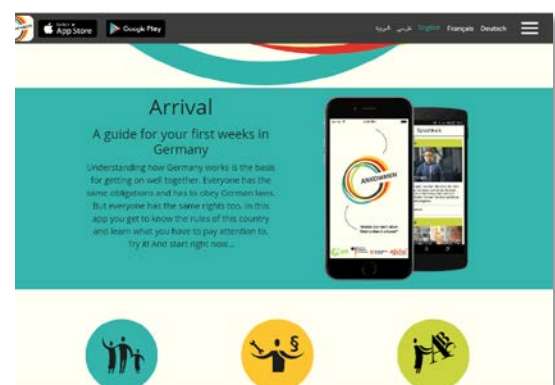 App Store Google Play English Français Deutsch
Arrival
A guide for your first weeks in
Germany
Understanding how Germany works is the basis
for getting on well together. Everyone has the
same obligations and has to obey German laws.
But everyone has the same rights too. In this
app you get to know the rules of this country
and learn what you have to pay attention to.
Try it! And start right now...
ANKOMMEN
Sprachkurs
§
ABC